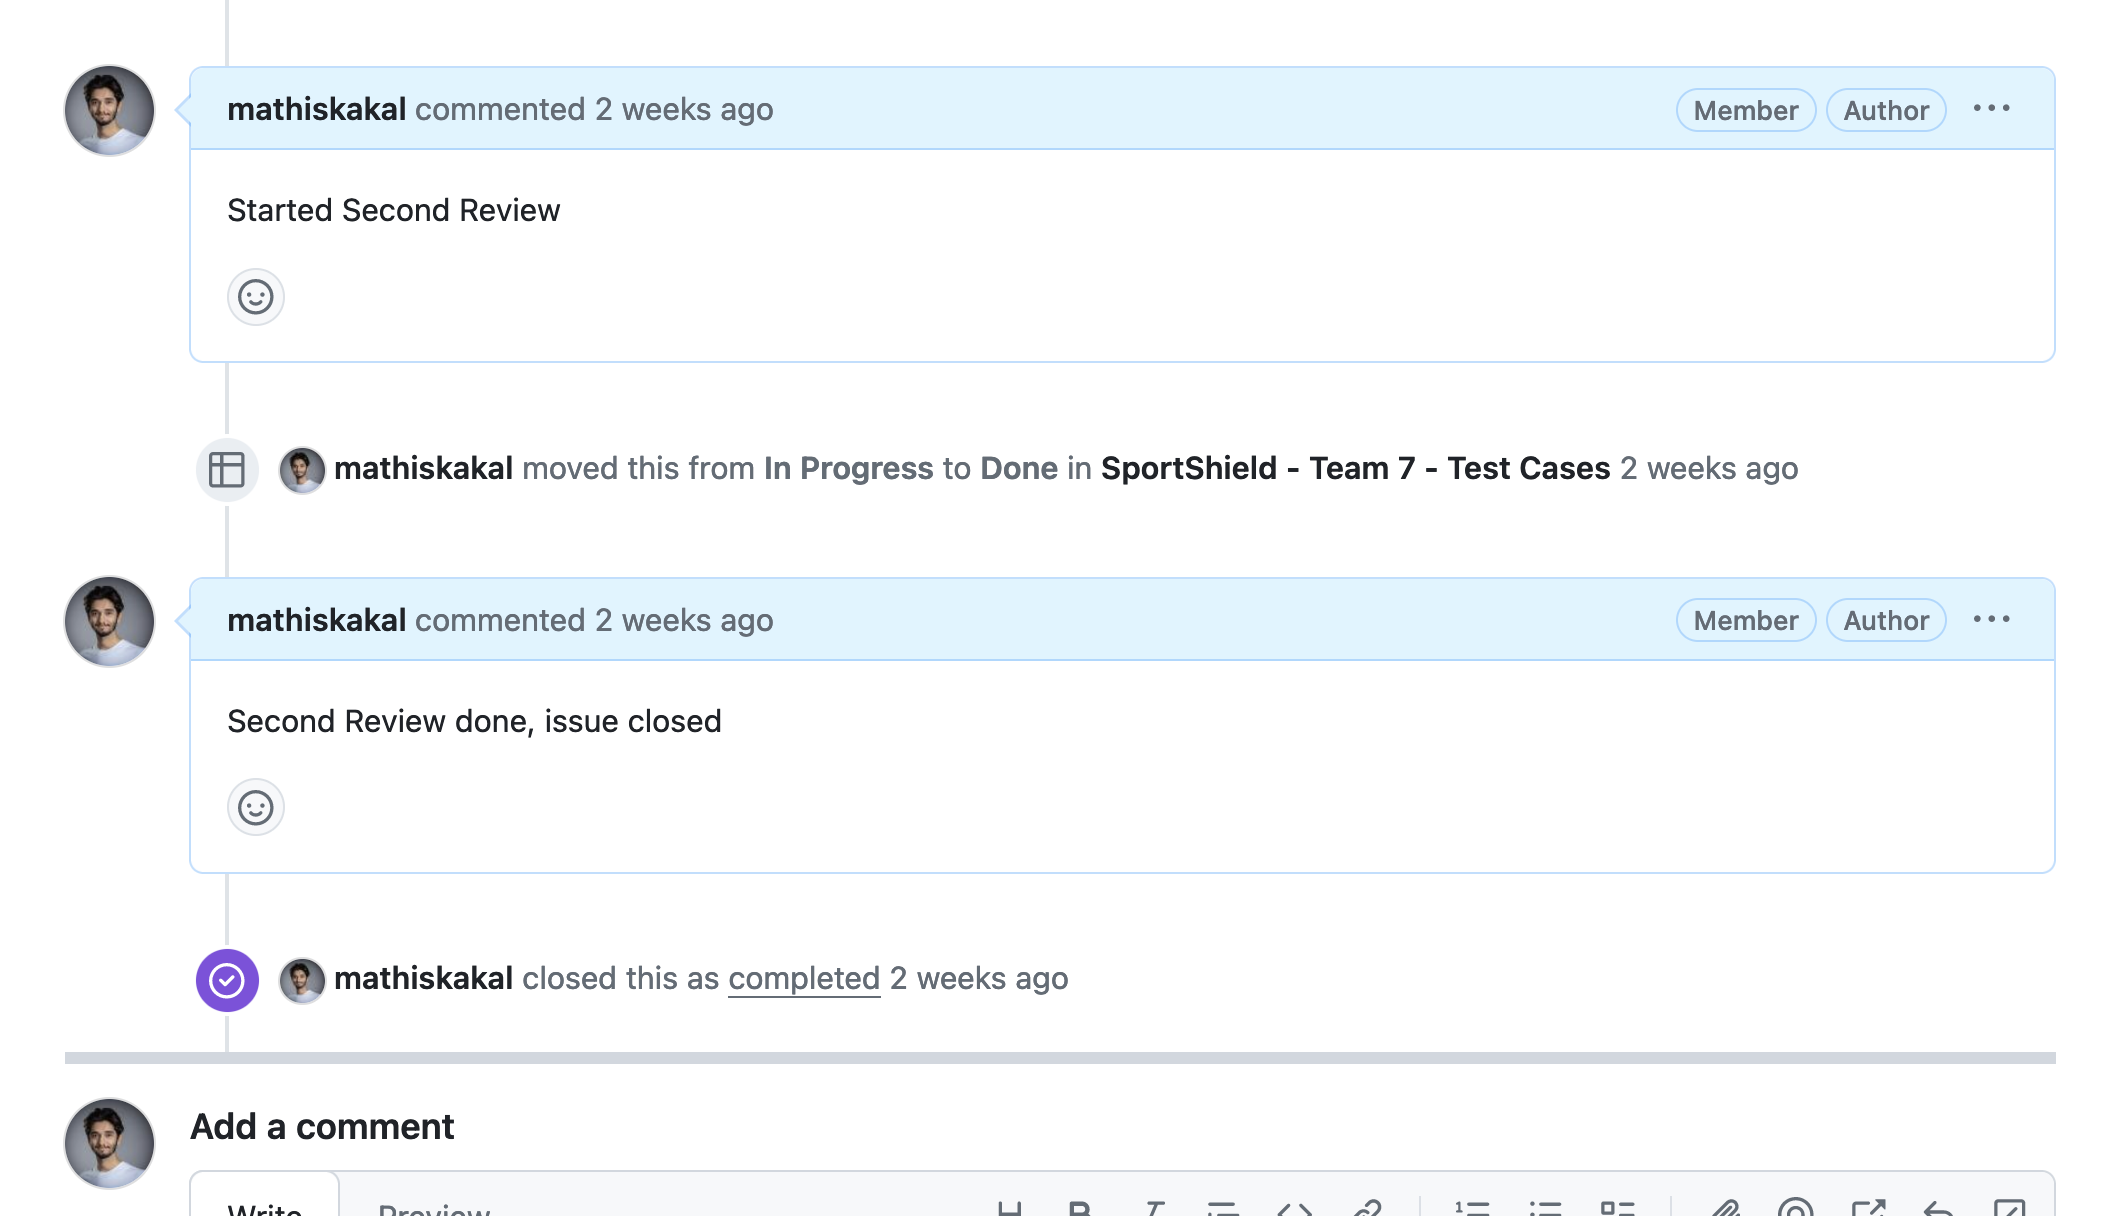 mathiskakal commented 2 weeks ago
Member
Author
Started Second Review
mathiskakal moved this from In Progress to Done in SportShield - Team 7 - Test Cases 2 weeks ago
mathiskakal commented 2 weeks ago
Member
Author
Second Review done, issue closed
mathiskakal closed this as completed 2 weeks ago
Add a comment
Write
Preview